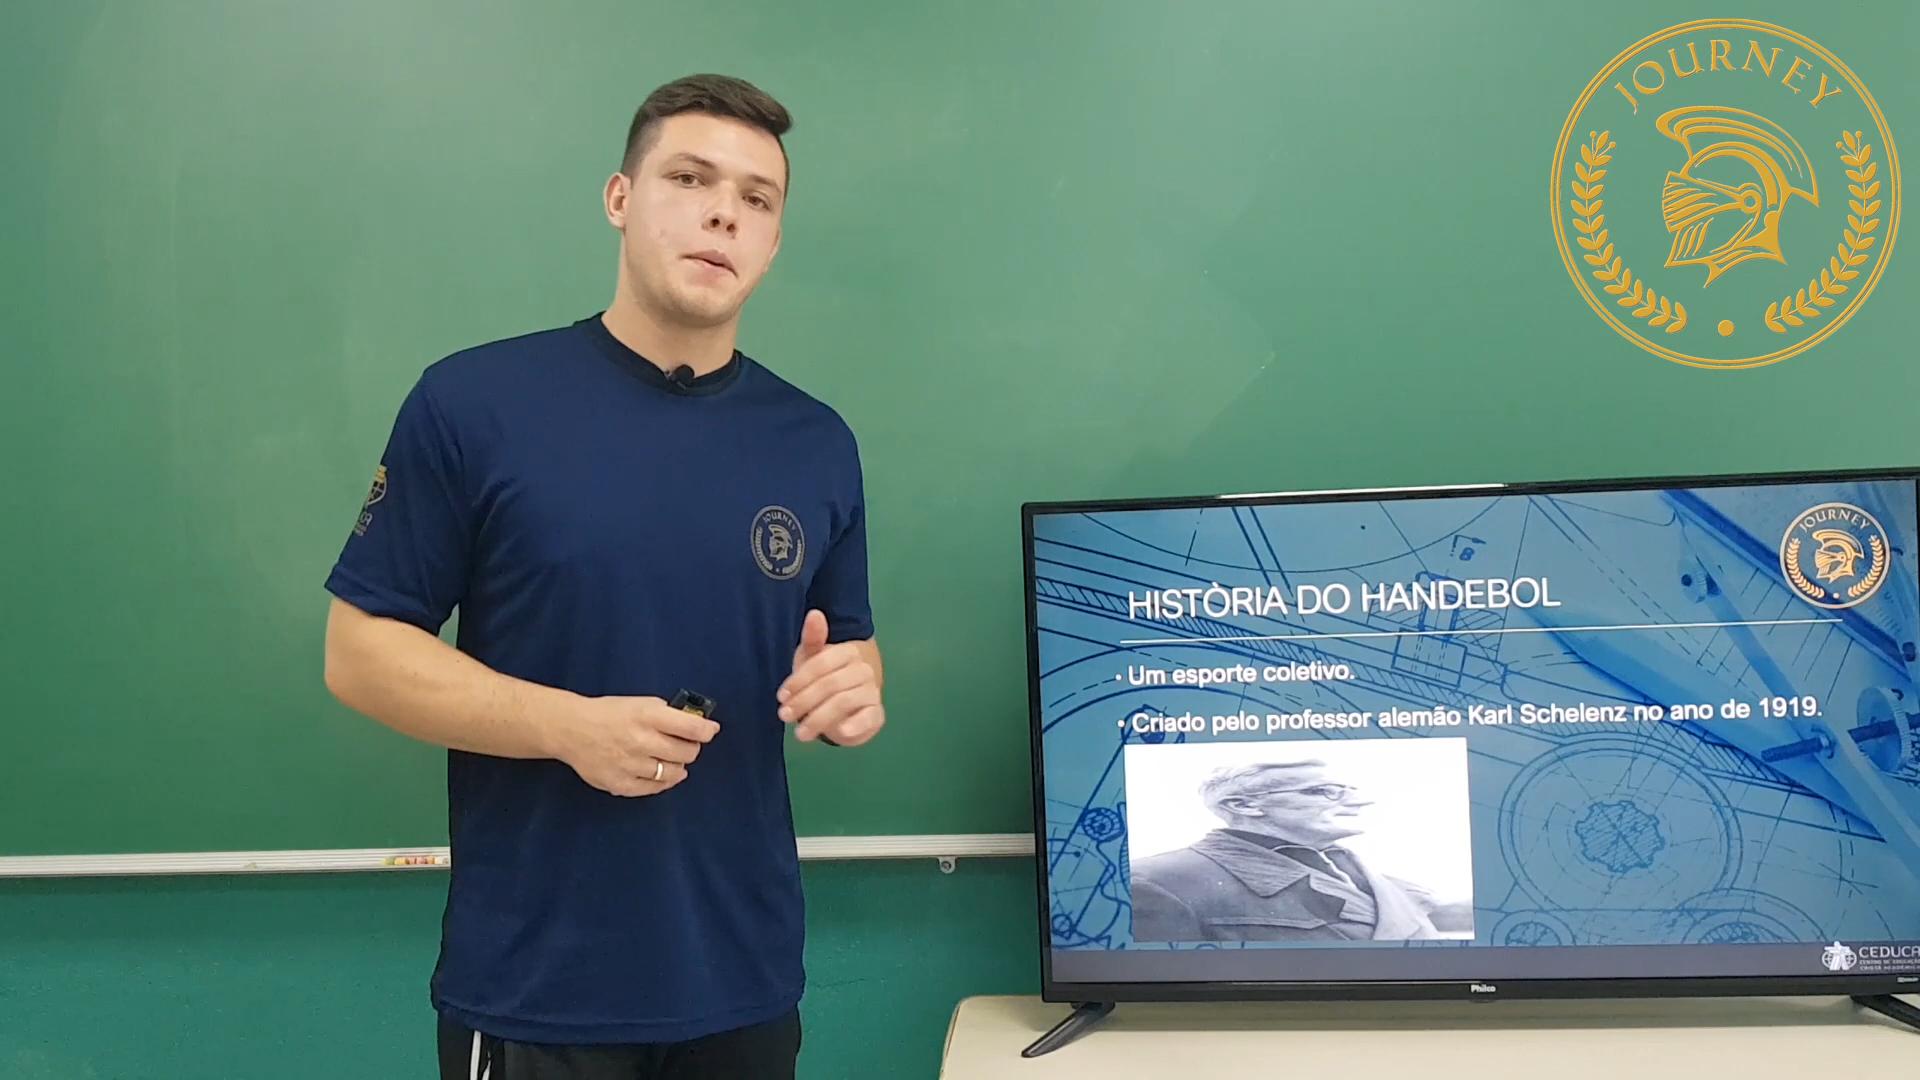 JOURNEY
JOURNEY
JOURNEY
HISTÒRIA DO HANDEBOL
• Um esporte coletivo.
• Criado pelo professor alemão Karl Schelenz no ano de 1919.
CEDUCA
Philco